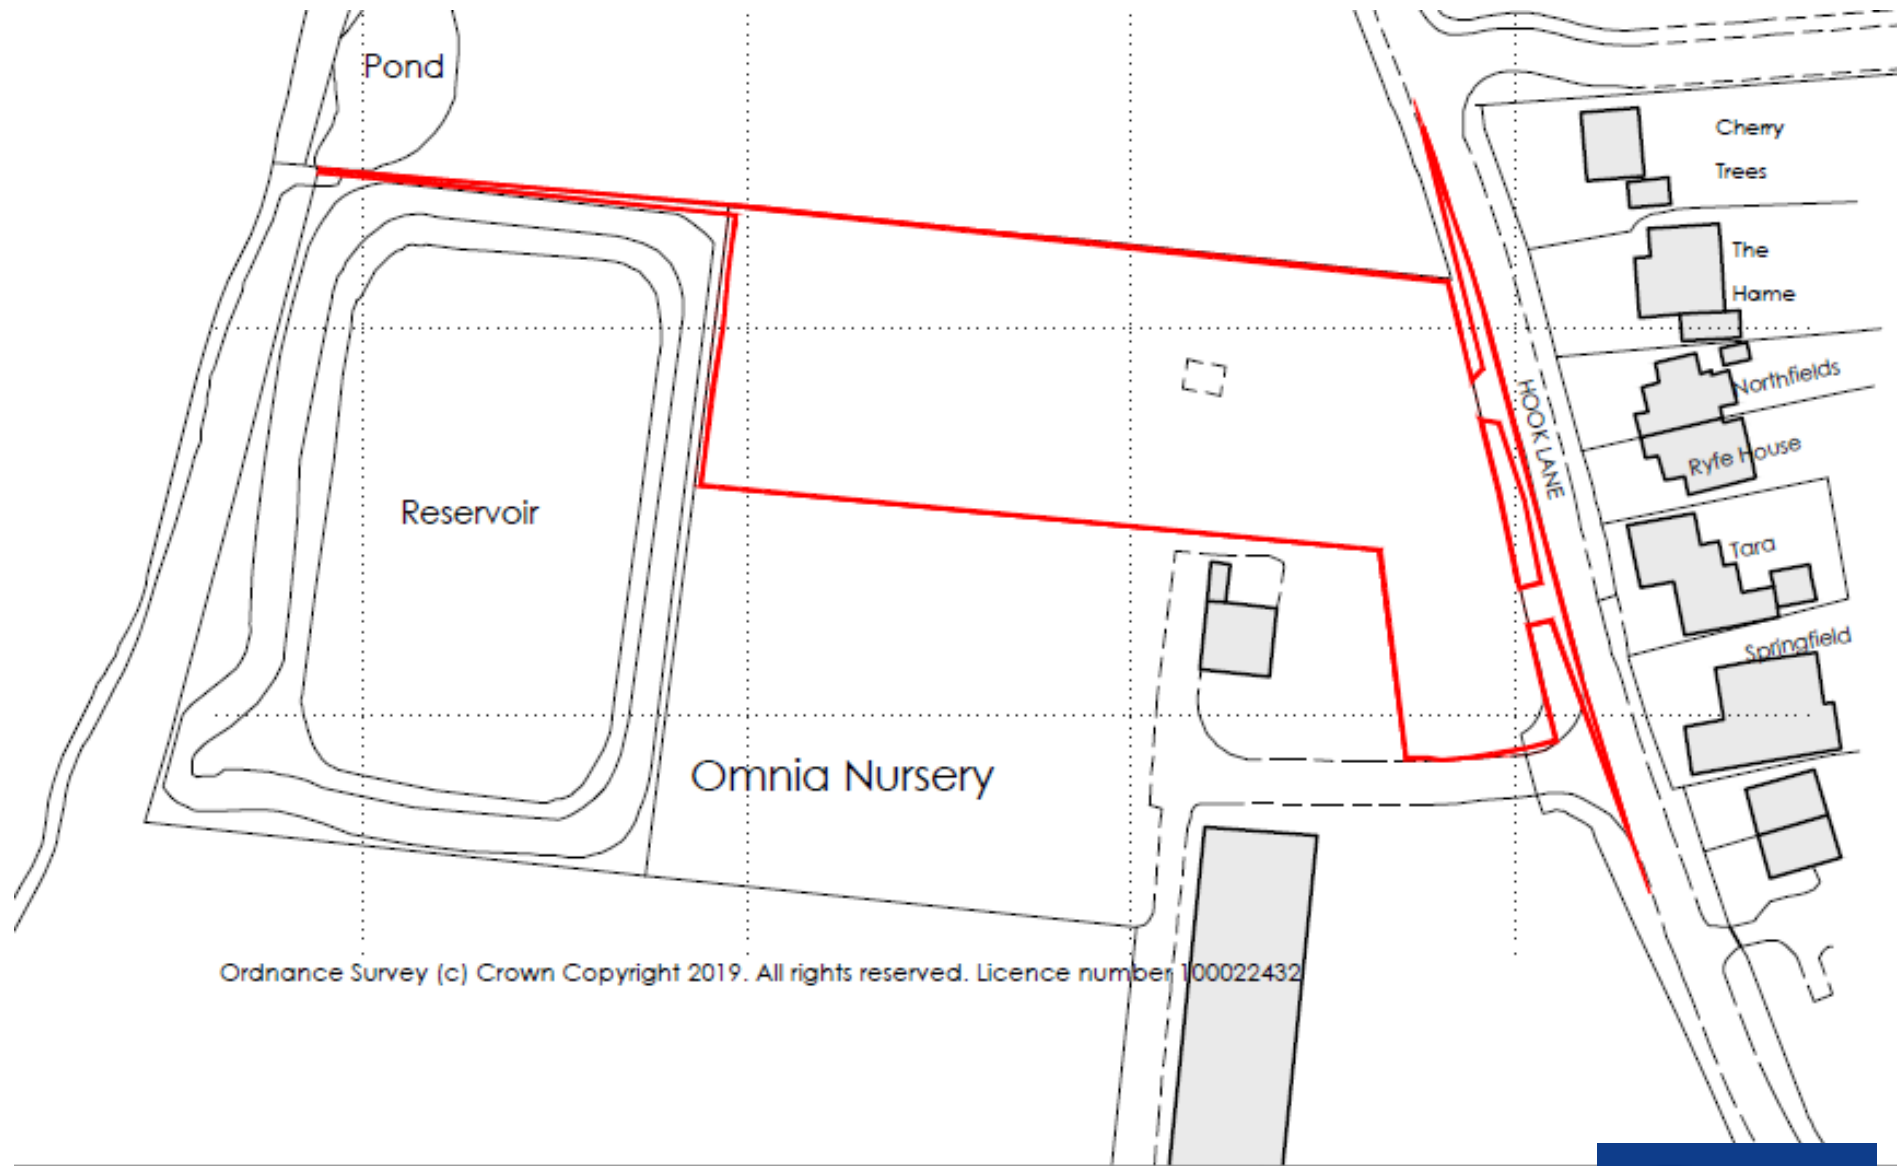 Pond
Cherry
Trees
The
Hame
Northfields
HOOK LANE
Ryfe House
Reservoir
Tara
Springfield
Omnia Nursery
Ordnance Survey (c) Crown Copyright 2019. All rights reserved. Licence number 100022432